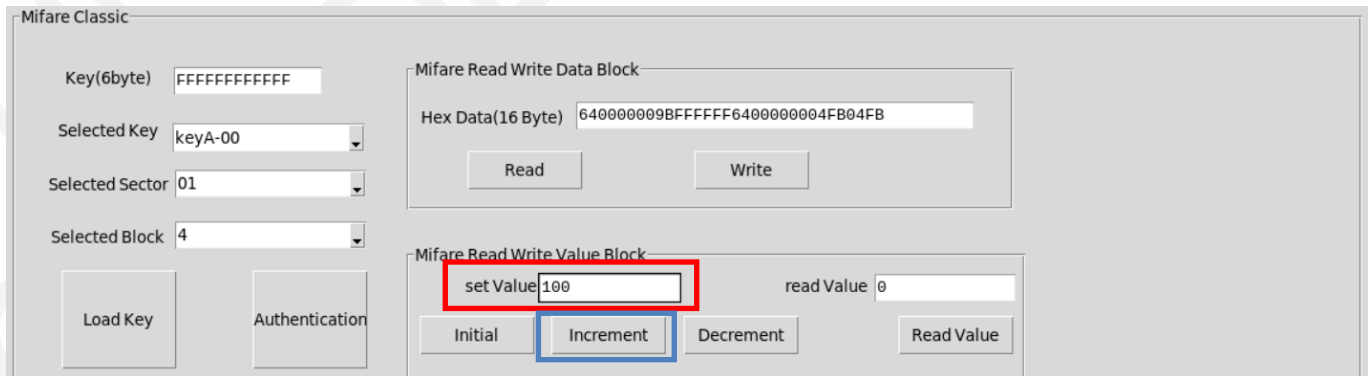 Mifare Classic
Key(6byte) FFFFFFFFFFFF
Selected Key keyA-00
Selected Sector 01
Selected Block 4
Load Key Authentication
Mifare Read Write Data Block
Hex Data(16 Byte) 640000009BFFFFFF6400000004FB04FB
Read Write
Mifare Read Write Value Block
set Value 100 read Value 0
Initial Increment Decrement Read Value